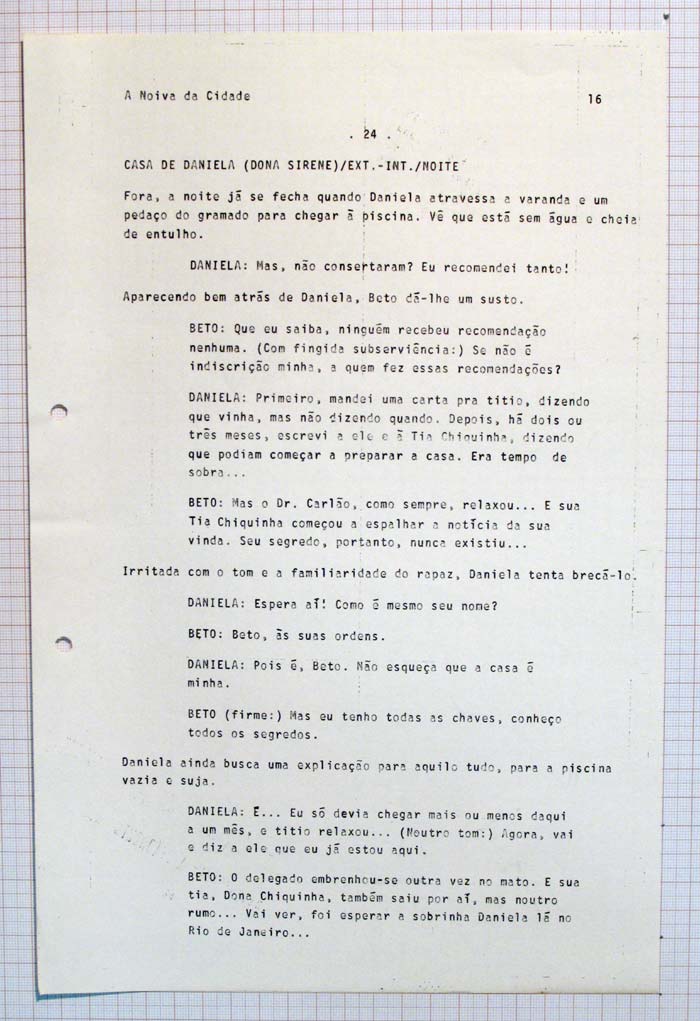 A Noiva da Cidade
16
. 24 .
CASA DE DANIELA (DONA SIRENE)/EXT.-INT./NOITE
Fora, a noite já se fecha quando Daniela atravessa a varanda e um
pedaço do gramado para chegar à piscina. Vê que está sem água e cheia
de entulho.
DANIELA: Mas, não consertaram? Eu recomendei tanto!
Aparecendo bem atrás de Daniela, Beto dá-lhe um susto.
BETO: Que eu saiba, ninguém recebeu recomendação
nenhuma. (Com fingida subserviência:) Se não é
indiscrição minha, a quem fez essas recomendações?
DANIELA: Primeiro, mandei uma carta pra titio, dizendo
que vinha, mas não dizendo quando. Depois, há dois ou
três meses, escrevi a ele e à Tia Chiquinha, dizendo
que podiam começar a preparar a casa. Era tempo de
sobra...
BETO: Mas o Dr. Carlão, como sempre, relaxou... E sua
Tia Chiquinha começou a espalhar a notícia da sua
vinda. Seu segredo, portanto, nunca existiu...
Irritada com o tom e a familiaridade do rapaz, Daniela tenta brecá-lo.
DANIELA: Espera aí! Como é mesmo seu nome?
BETO: Beto, às suas ordens.
DANIELA: Pois é, Beto. Não esqueça que a casa é
minha.
BETO (firme:) Mas eu tenho todas as chaves, conheço
todos os segredos.
Daniela ainda busca uma explicação para aquilo tudo, para a piscina
vazia e suja.
DANIELA: E... Eu só devia chegar mais ou menos daqui
a um mês, e titio relaxou... (Noutro tom:) Agora, vai
e diz a ele que eu já estou aqui.
BETO: O delegado embrenhou-se outra vez no mato. E sua
tia, Dona Chiquinha, também saiu por aí, mas noutro
rumo... Vai ver, foi esperar a sobrinha Daniela lá no
Rio de Janeiro...